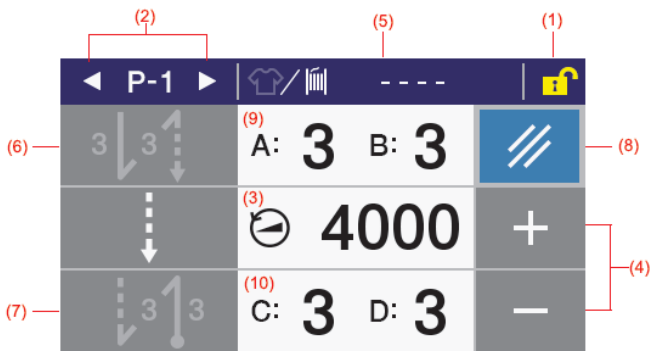 (2) (5) (1)
◀ P-1 ▶ / - - - -
(6) 3 3 (9) A: 3 B: 3 (8)
(3) 4000 +
(4)
(7) 3 3 (10) C: 3 D: 3 −